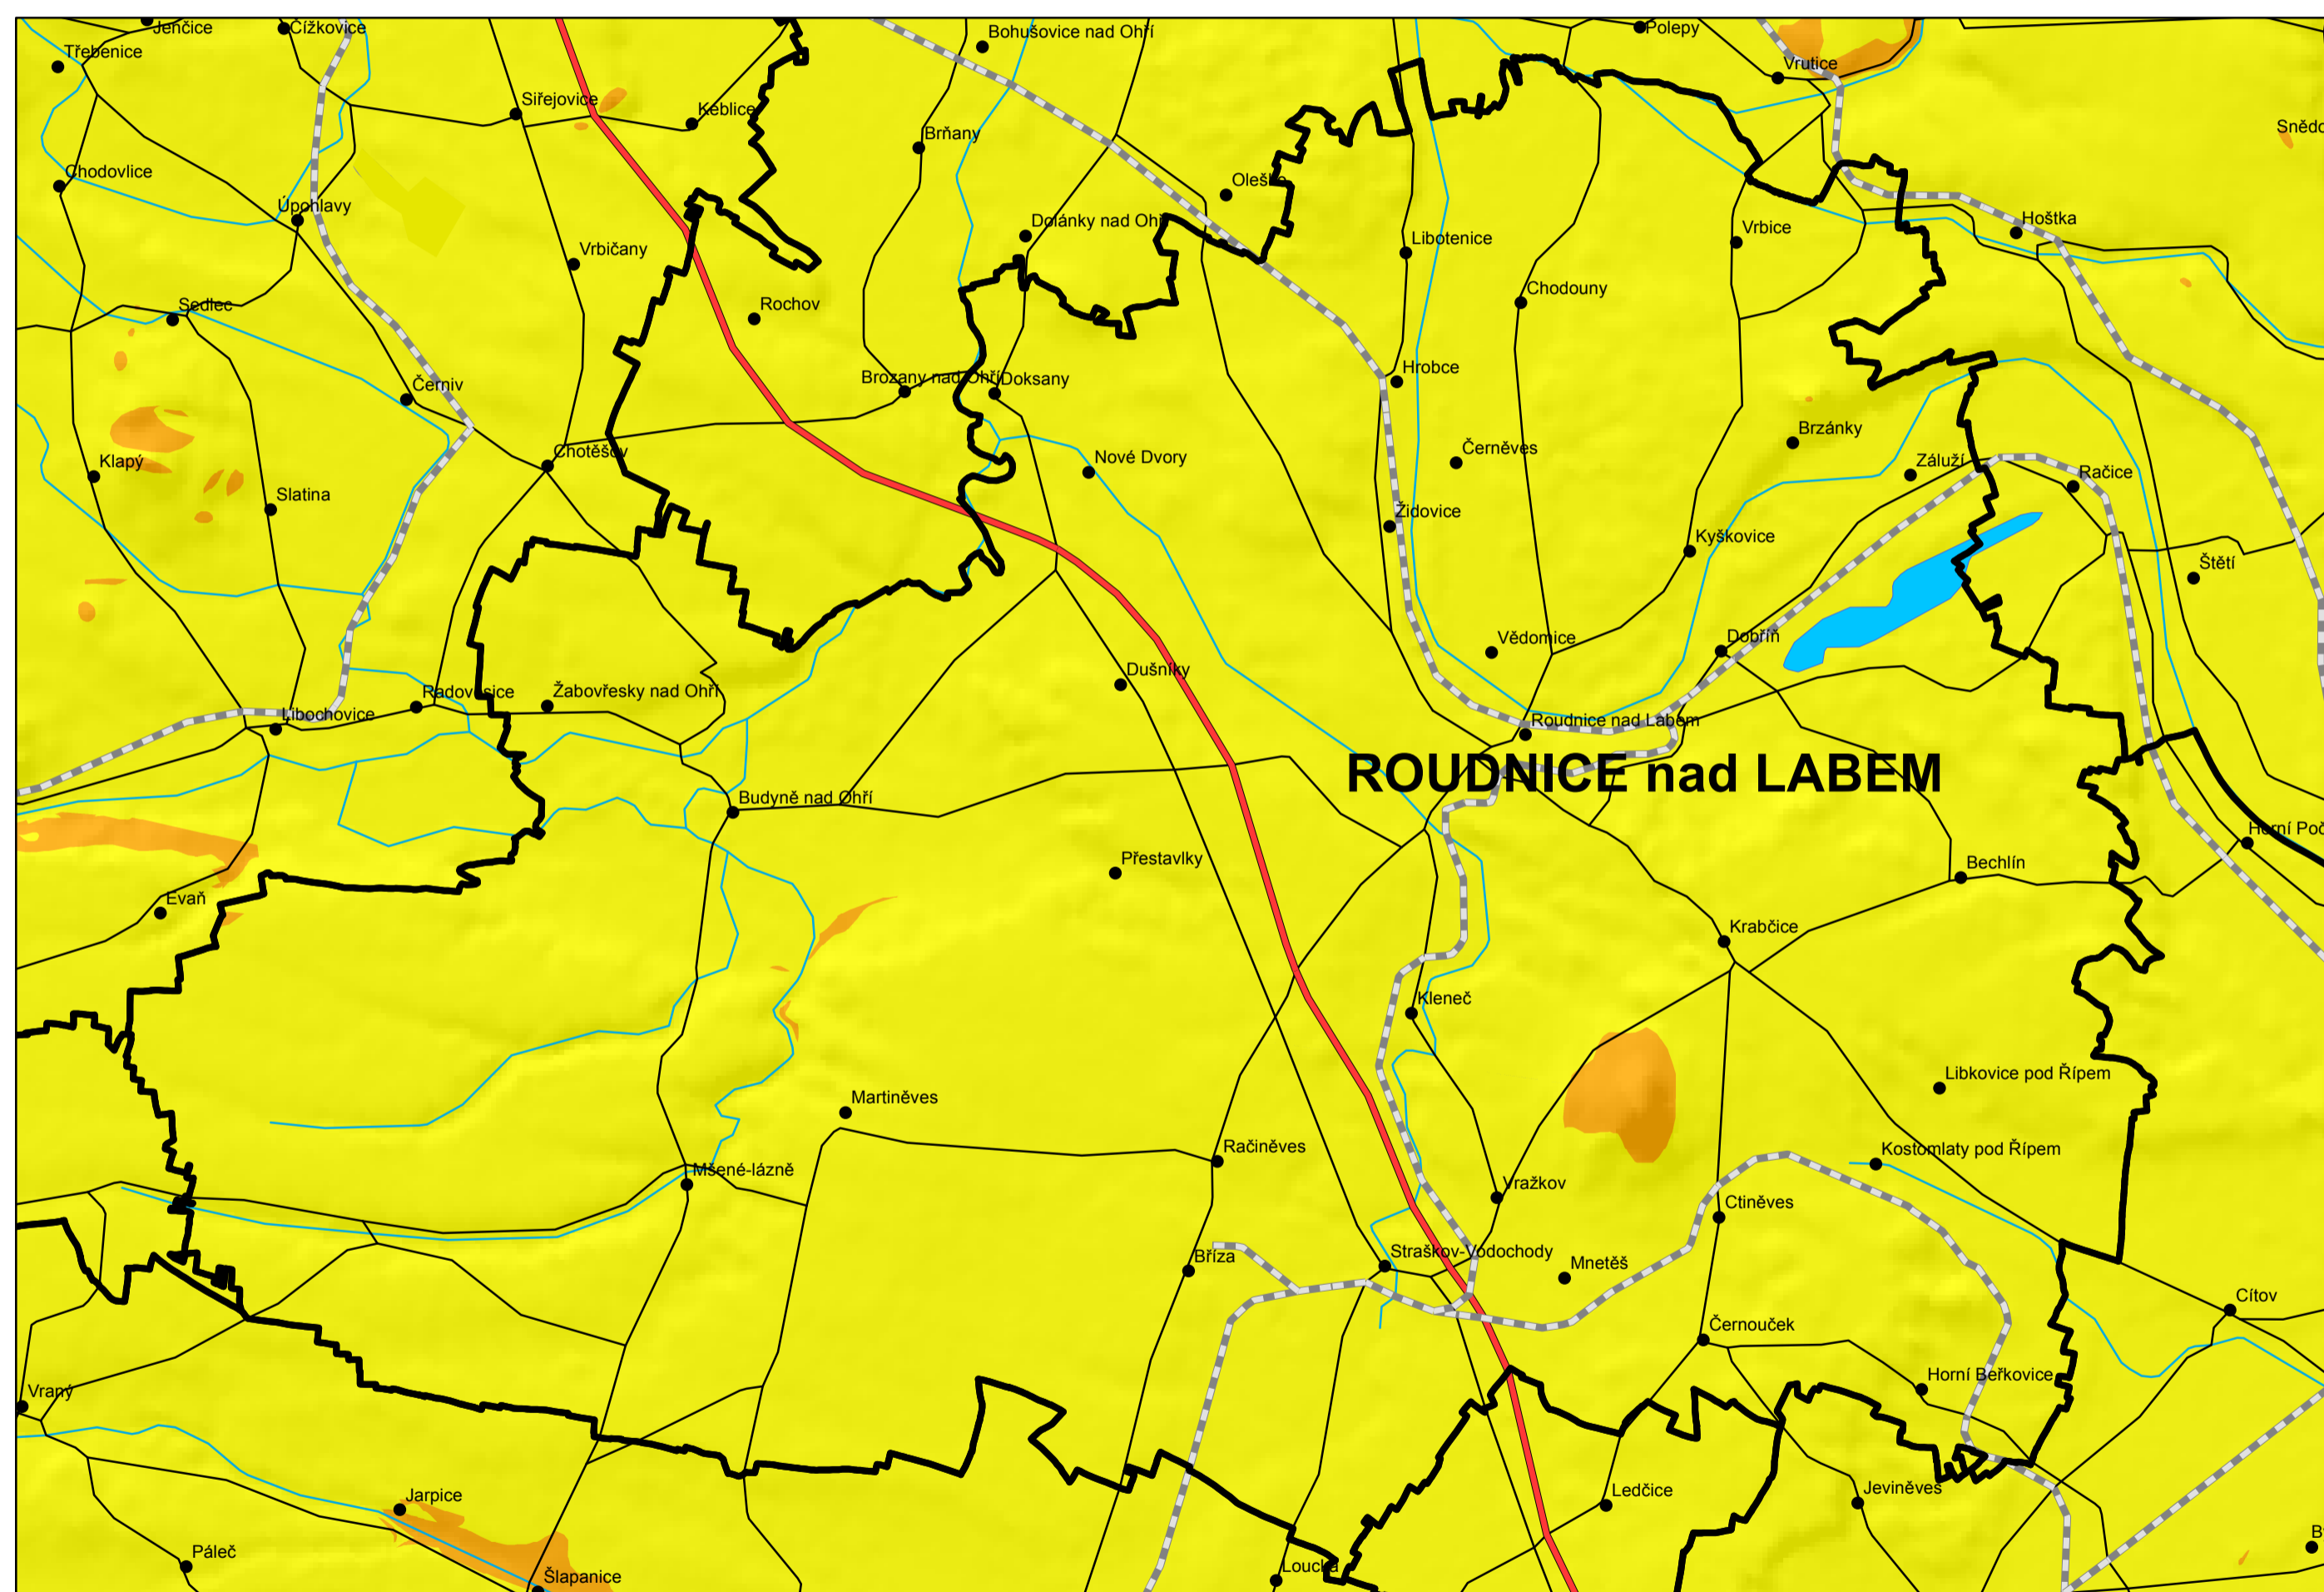 Jenčice
Čížkovice
Bohušovice nad Ohří
Polepy
Třebenice
Vrutice
Siřejovice
Keblice
Brňany
Chodovlice
Oleško
Úpohlavy
Dolánky nad Ohří
Hoštka
Vrbice
Libotenice
Vrbičany
Chodouny
Sedlec
Rochov
Hrobce
Černiv
Brozany nad Ohří
Doksany
Brzánky
Chotěšov
Černěves
Záluží
Klapý
Nové Dvory
Račice
Slatina
Židovice
Kyškovice
Štětí
Vědomice
Dobříň
Dušníky
Radovesice
Žabovřesky nad Ohří
Libochovice
Roudnice nad Labem
ROUDNICE nad LABEM
Budyně nad Ohří
Přestavlky
Bechlín
Evaň
Krabčice
Kleneč
Libkovice pod Řípem
Martiněves
Račiněves
Kostomlaty pod Řípem
Mšené-lázně
Vražkov
Ctiněves
Straškov-Vodochody
Bříza
Mnetěš
Cítov
Černouček
Vraný
Horní Beřkovice
Jarpice
Ledčice
Jeviněves
Páleč
Šlapanice